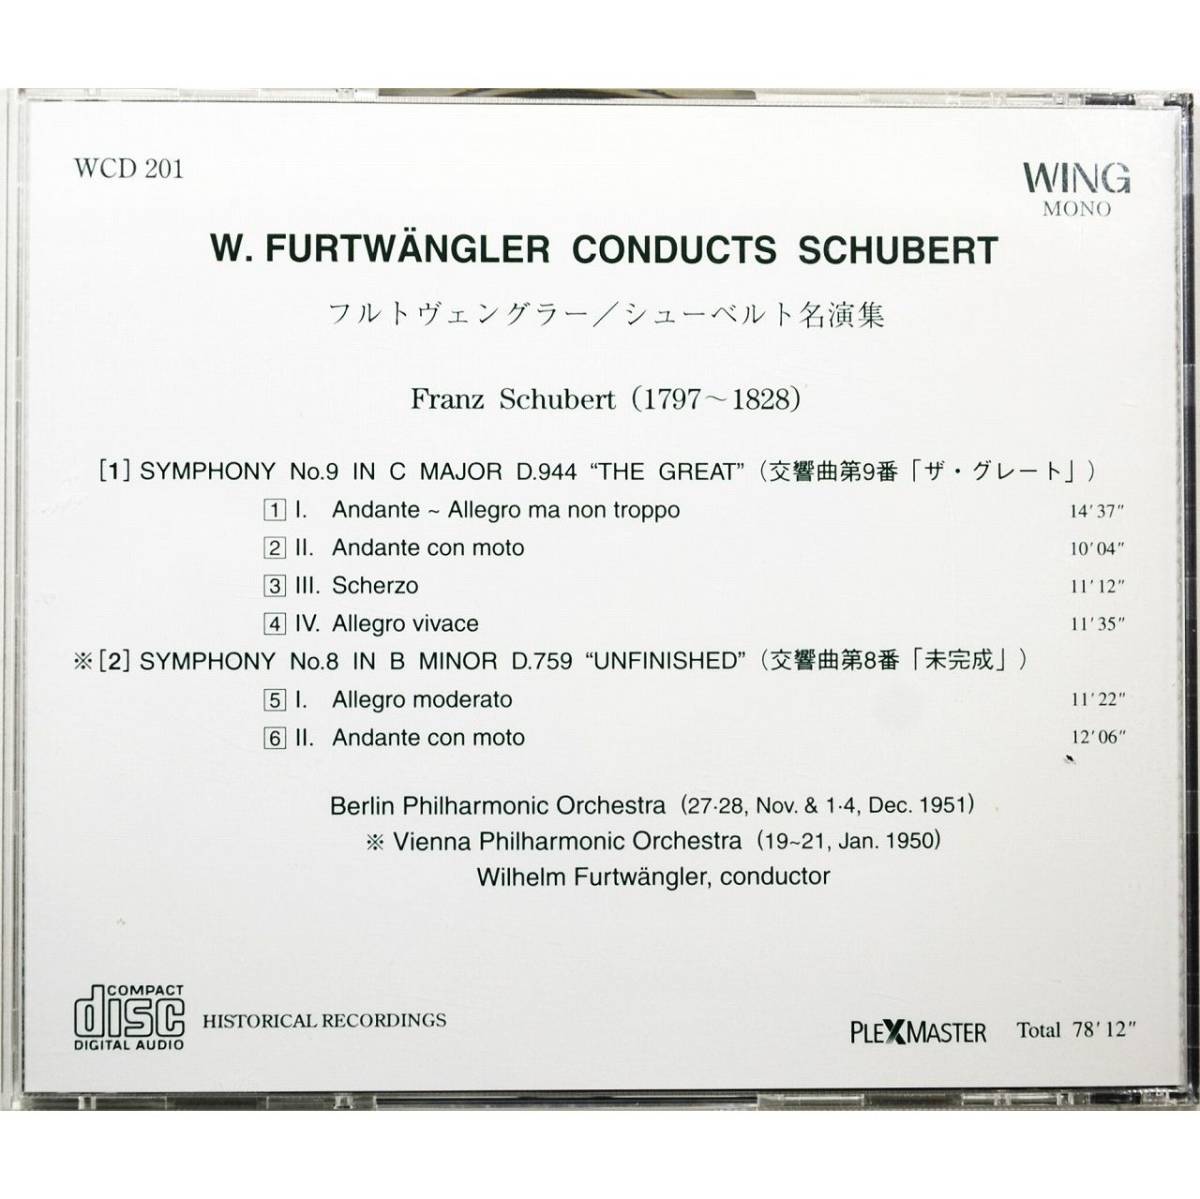 WCD 201
WING
MONO
W. FURTWÄNGLER CONDUCTS SCHUBERT
フルトヴェングラー／シューベルト名演集
Franz Schubert (1797〜1828)
[1] SYMPHONY No.9 IN C MAJOR D.944 “THE GREAT”（交響曲第9番「ザ・グレート」）
1 I. Andante ~ Allegro ma non troppo 14′37″
2 II. Andante con moto 10′04″
3 III. Scherzo 11′12″
4 IV. Allegro vivace 11′35″
※[2] SYMPHONY No.8 IN B MINOR D.759 “UNFINISHED”（交響曲第8番「未完成」）
5 I. Allegro moderato 11′22″
6 II. Andante con moto 12′06″
Berlin Philharmonic Orchestra (27·28, Nov. & 1·4, Dec. 1951)
※ Vienna Philharmonic Orchestra (19~21, Jan. 1950)
Wilhelm Furtwängler, conductor
COMPACT
disc
DIGITAL AUDIO
HISTORICAL RECORDINGS
PLEXMASTER
Total 78′12″